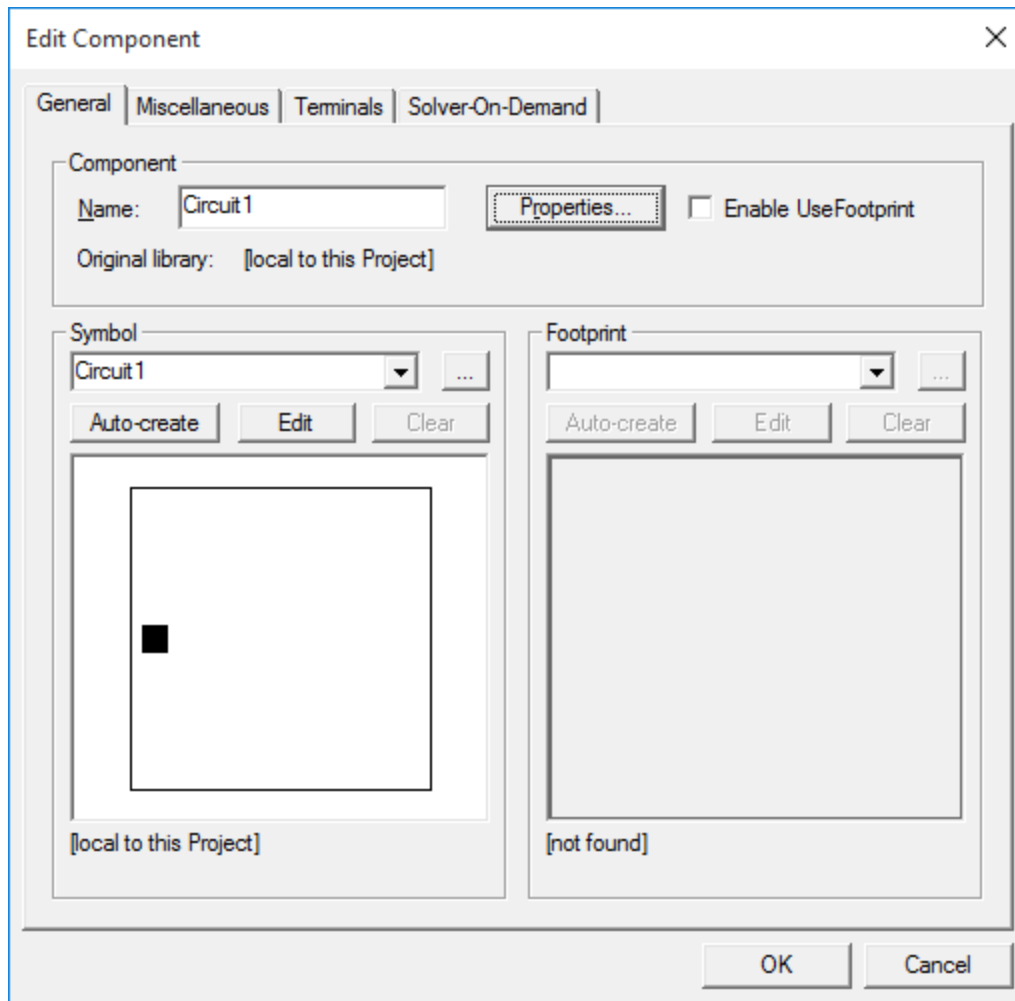 Edit Component
General Miscellaneous Terminals Solver-On-Demand
Component
Name: Circuit1 Properties... Enable UseFootprint
Original library: [local to this Project]
Symbol
Circuit1 ...
Auto-create Edit Clear
[local to this Project]
Footprint
...
Auto-create Edit Clear
[not found]
OK Cancel